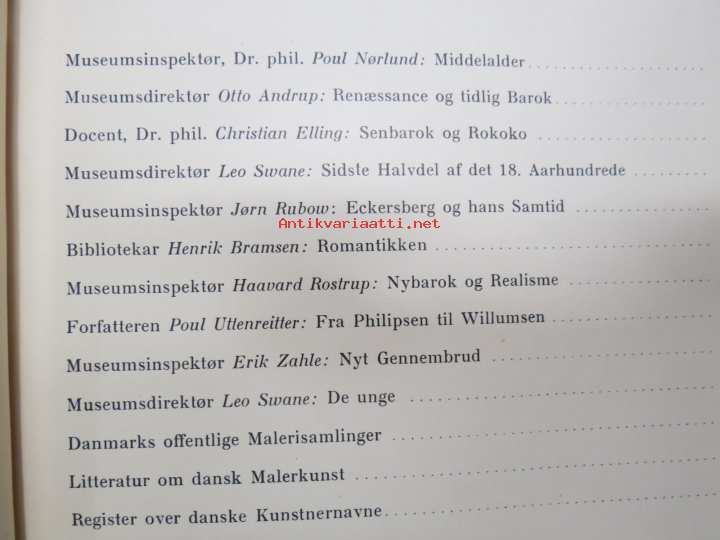 Museumsinspektør, Dr. phil. Poul Nørlund: Middelalder
Museumsdirektør Otto Andrup: Renæssance og tidlig Barok
Docent, Dr. phil. Christian Elling: Senbarok og Rokoko
Museumsdirektør Leo Swane: Sidste Halvdel af det 18. Aarhundrede
Museumsinspektør Jørn Rubow: Eckersberg og hans Samtid
Antikvariaatti.net
Bibliotekar Henrik Bramsen: Romantikken
Museumsinspektør Haavard Rostrup: Nybarok og Realisme
Forfatteren Poul Uttenreitter: Fra Philipsen til Willumsen
Museumsinspektør Erik Zahle: Nyt Gennembrud
Museumsdirektør Leo Swane: De unge
Danmarks offentlige Malerisamlinger
Litteratur om dansk Malerkunst
Register over danske Kunstnernavne